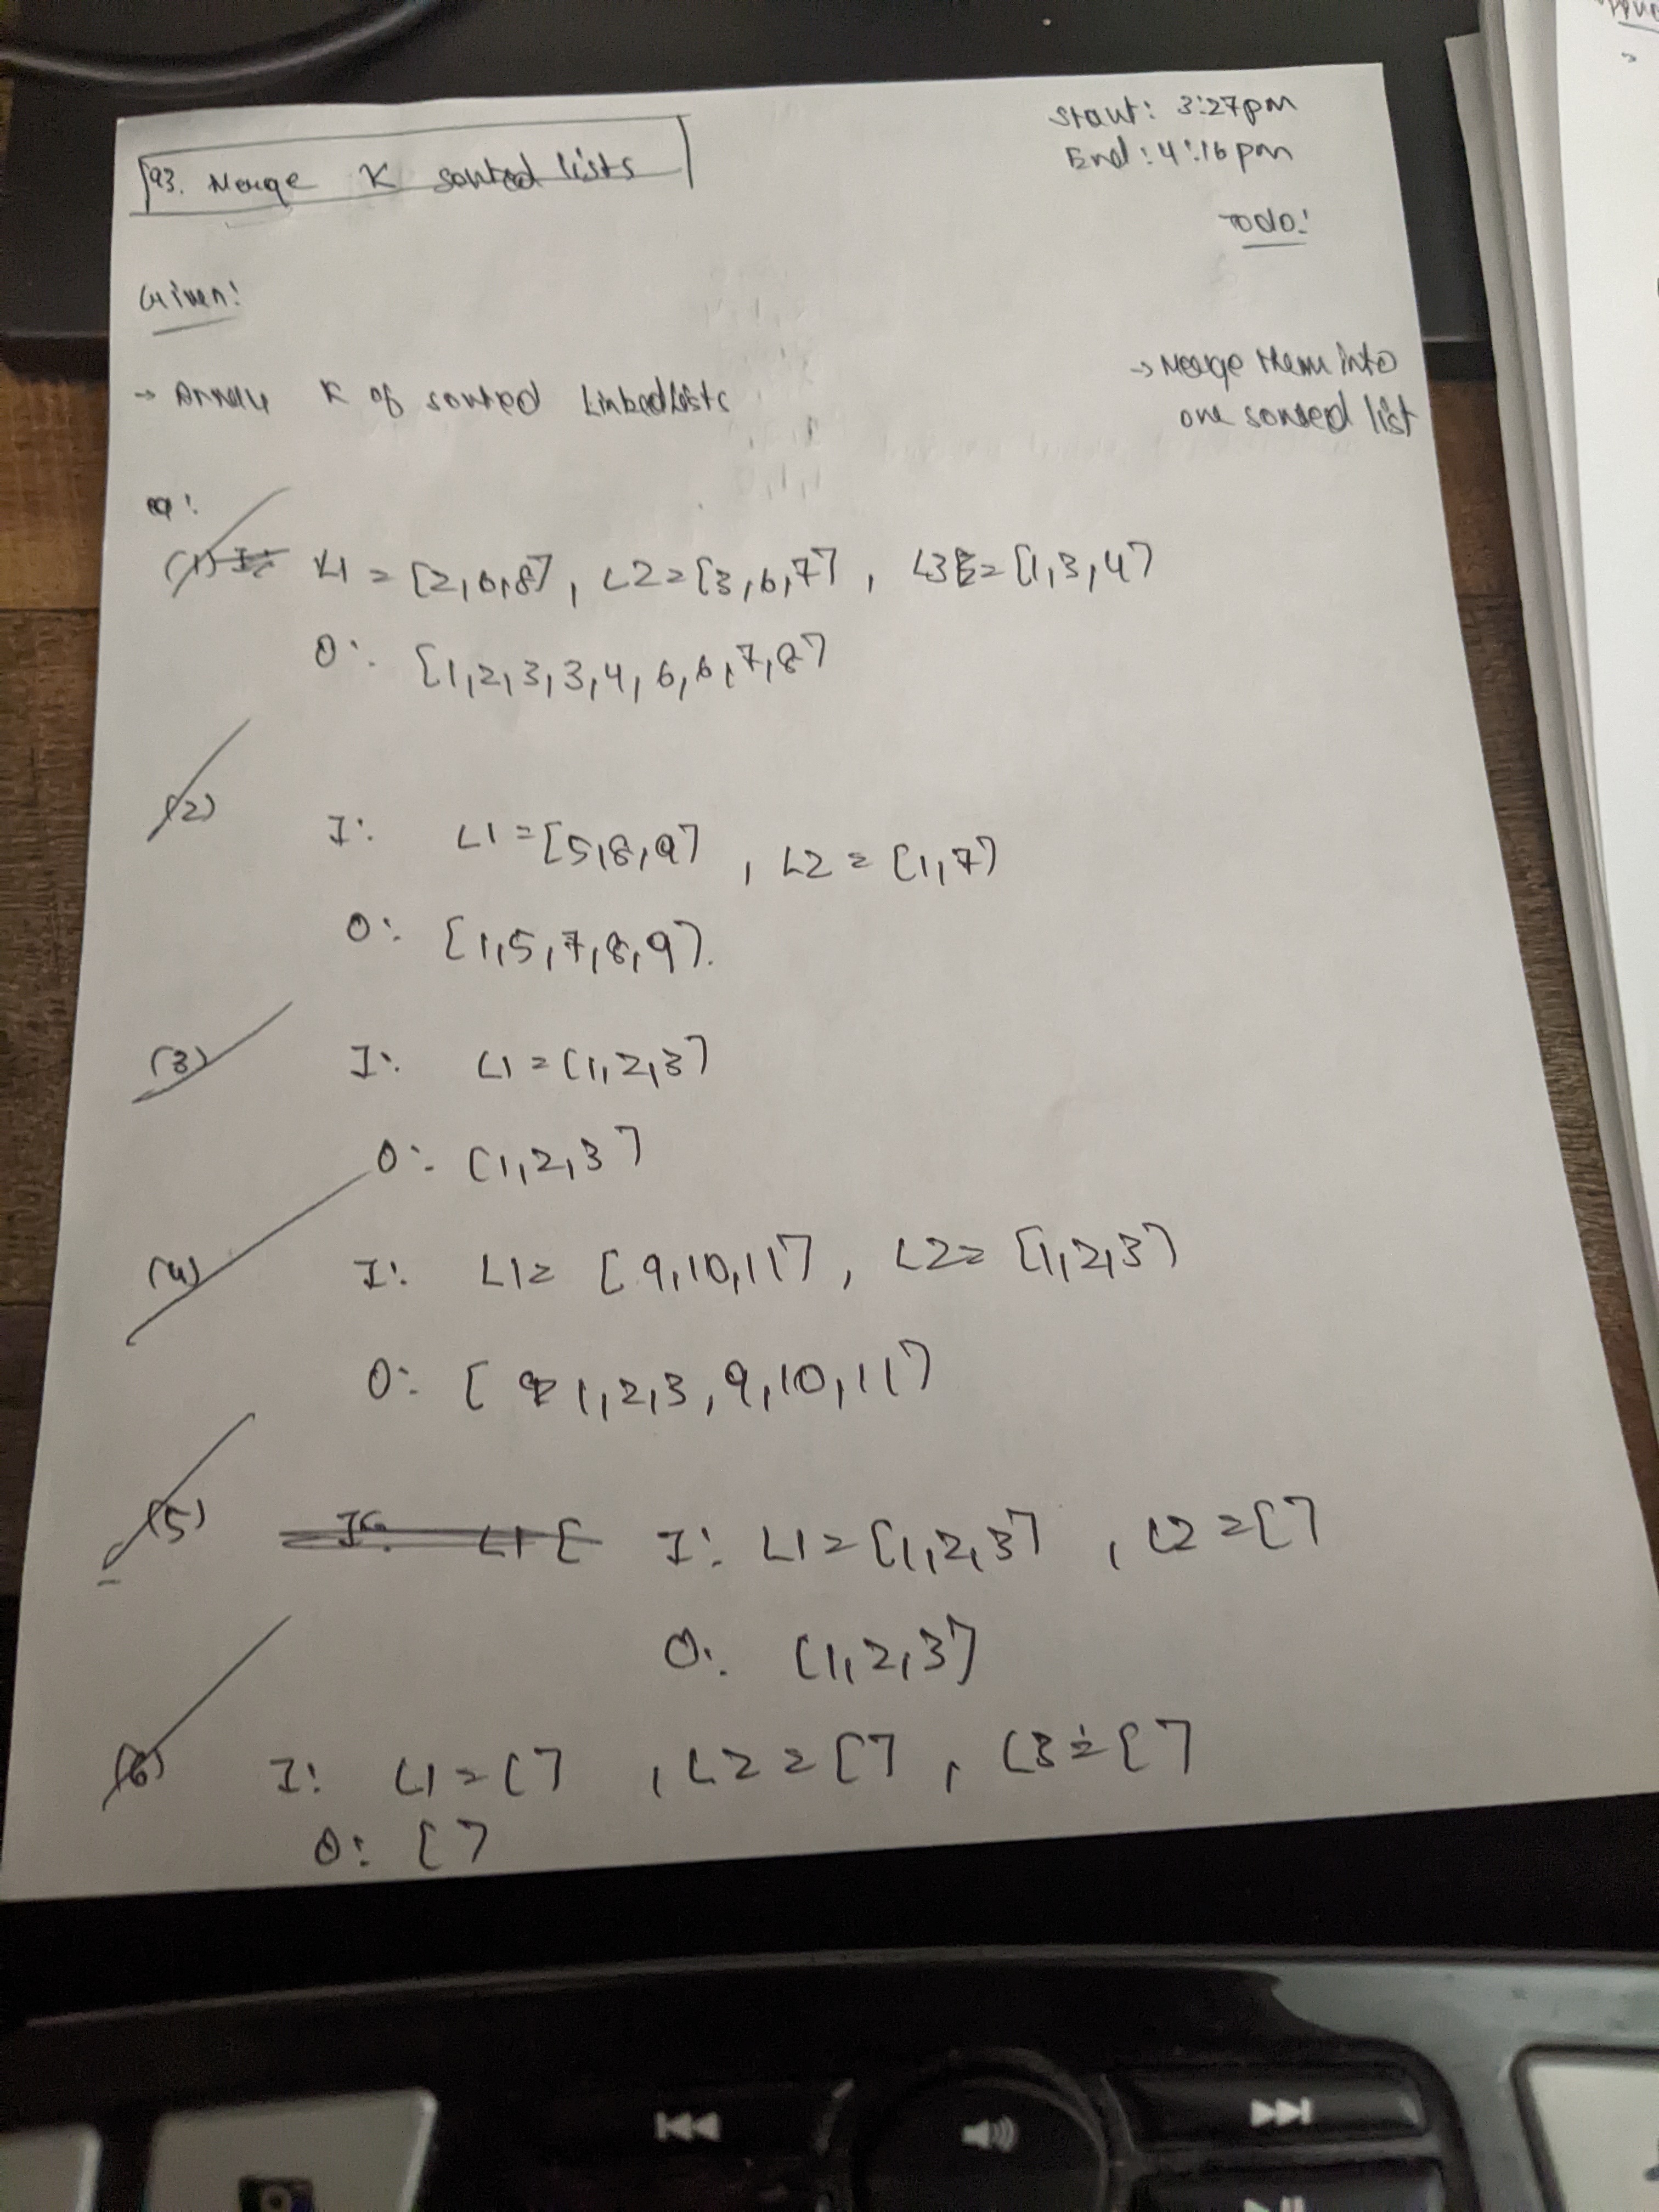 93. Merge K sorted lists
Start: 3:27pm
End: 4:16pm
Todo:
Given:
→ Array K of sorted LinkedLists
→ Merge them into
one sorted list
eg:
(1) L1 = [2,6,8], L2 = [3,6,7], L3 = [1,3,4]
O: [1,2,3,3,4,6,6,7,8]
(2) I: L1 = [5,8,9], L2 = [1,7]
O: [1,5,7,8,9].
(3) I: L1 = [1,2,3]
O: [1,2,3]
(4) I: L1 = [9,10,11], L2 = [1,2,3]
O: [1,2,3,9,10,11]
(5) I: L1 [ I: L1 = [1,2,3], L2 = []
O: [1,2,3]
(6) I: L1 = [], L2 = [], L3 = []
O: []